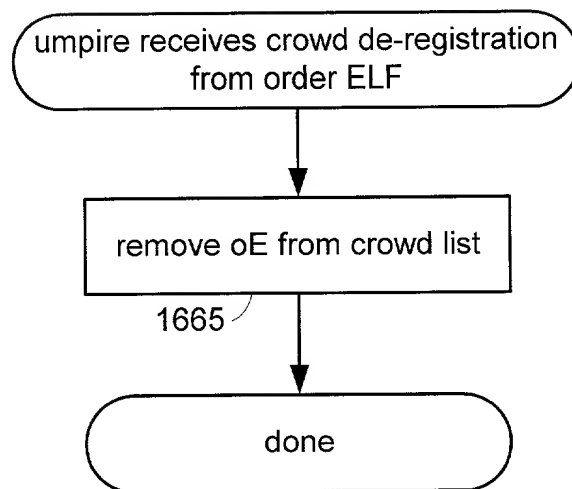 umpire receives crowd de-registration
from order ELF
remove oE from crowd list
1665
done